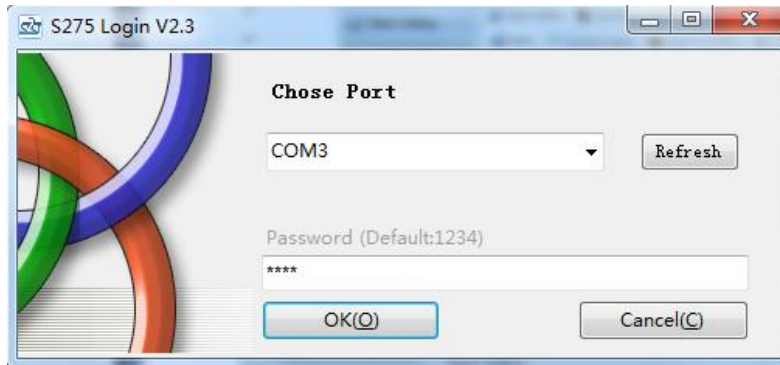 S275 Login V2.3
Chose Port
COM3
Refresh
Password (Default:1234)
****
OK(O)
Cancel(C)